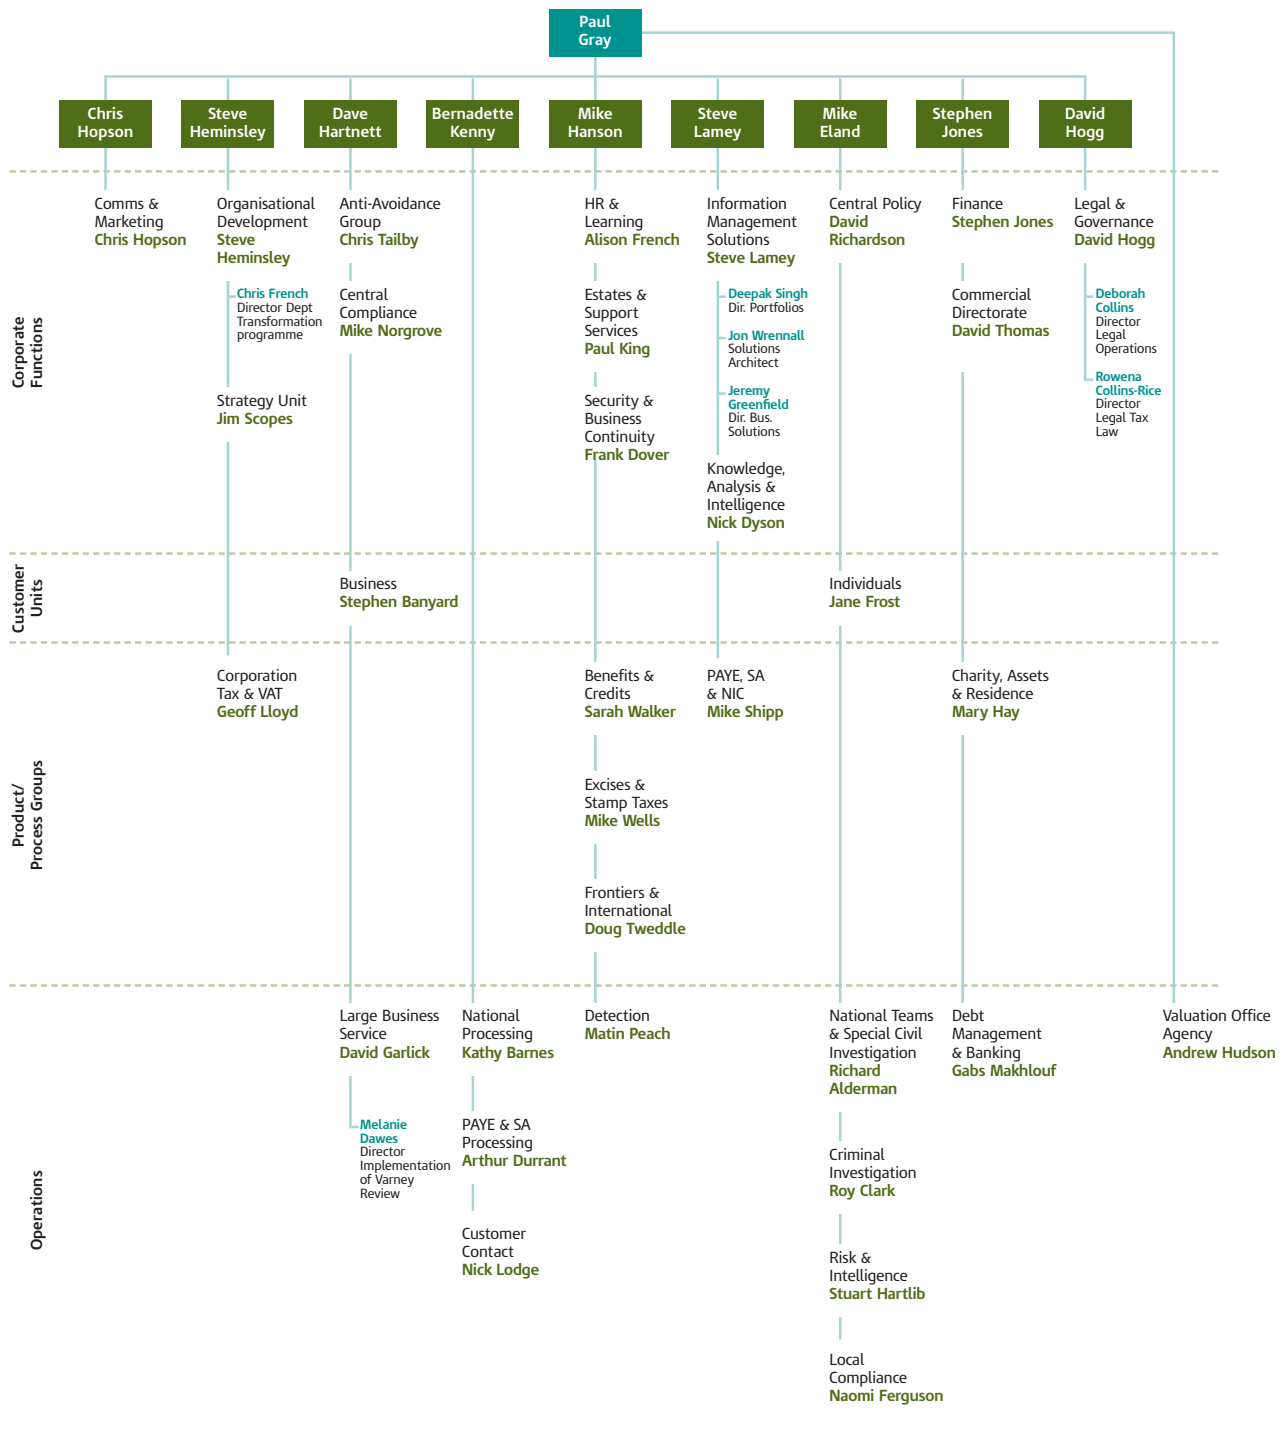 Paul
Gray
Chris
Hopson
Steve
Heminsley
Dave
Hartnett
Bernadette
Kenny
Mike
Hanson
Steve
Lamey
Mike
Eland
Stephen
Jones
David
Hogg
Corporate
Functions
Comms &
Marketing
Chris Hopson
Organisational
Development
Steve
Heminsley
Chris French
Director Dept
Transformation
programme
Strategy Unit
Jim Scopes
Anti-Avoidance
Group
Chris Tailby
Central
Compliance
Mike Norgrove
HR &
Learning
Alison French
Estates &
Support
Services
Paul King
Security &
Business
Continuity
Frank Dover
Information
Management
Solutions
Steve Lamey
Deepak Singh
Dir. Portfolios
Jon Wrennall
Solutions
Architect
Jeremy
Greenfield
Dir. Bus.
Solutions
Knowledge,
Analysis &
Intelligence
Nick Dyson
Central Policy
David
Richardson
Finance
Stephen Jones
Commercial
Directorate
David Thomas
Legal &
Governance
David Hogg
Deborah
Collins
Director
Legal
Operations
Rowena
Collins-Rice
Director
Legal Tax
Law
Customer
Units
Business
Stephen Banyard
Individuals
Jane Frost
Product/
Process Groups
Corporation
Tax & VAT
Geoff Lloyd
Benefits &
Credits
Sarah Walker
Excises &
Stamp Taxes
Mike Wells
Frontiers &
International
Doug Tweddle
PAYE, SA
& NIC
Mike Shipp
Charity, Assets
& Residence
Mary Hay
Operations
Large Business
Service
David Garlick
Melanie
Dawes
Director
Implementation
of Varney
Review
National
Processing
Kathy Barnes
PAYE & SA
Processing
Arthur Durrant
Customer
Contact
Nick Lodge
Detection
Matin Peach
National Teams
& Special Civil
Investigation
Richard
Alderman
Criminal
Investigation
Roy Clark
Risk &
Intelligence
Stuart Hartlib
Local
Compliance
Naomi Ferguson
Debt
Management
& Banking
Gabs Makhlouf
Valuation Office
Agency
Andrew Hudson